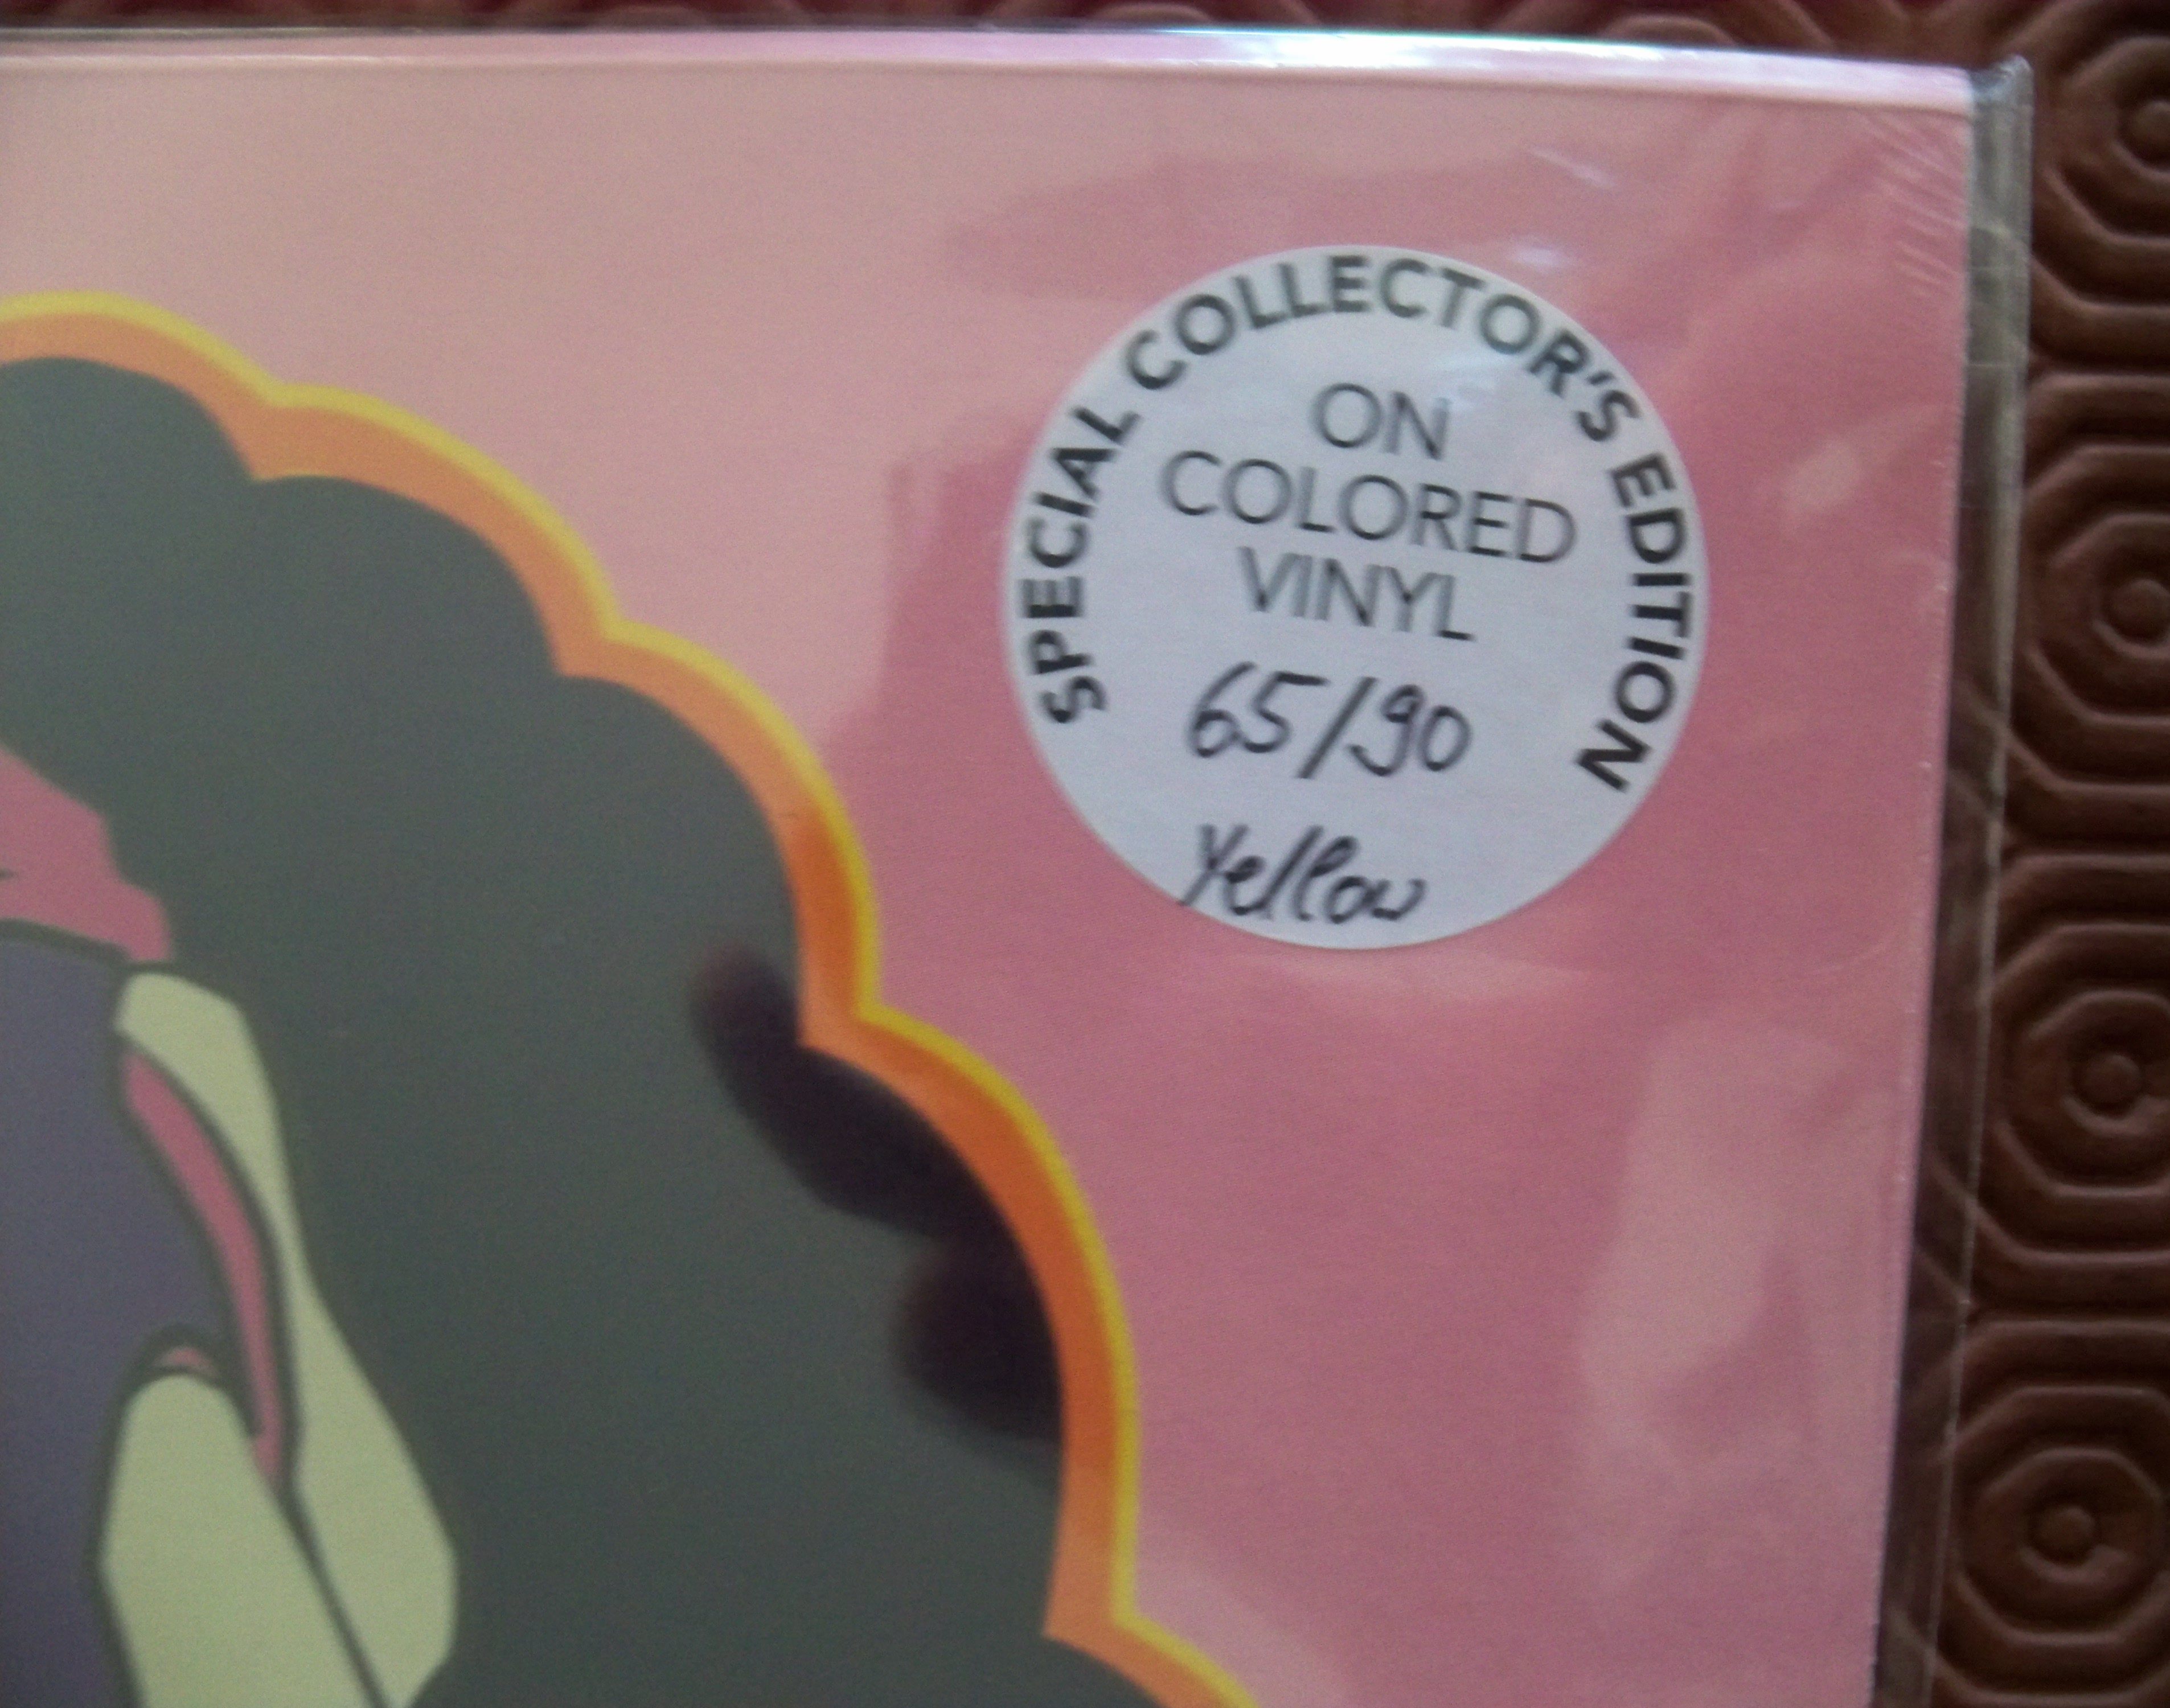 SPECIAL COLLECTOR'S EDITION
ON
COLORED
VINYL
65/90
Yellow